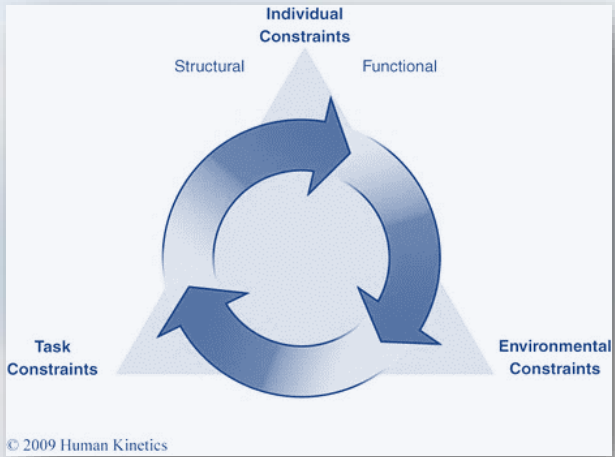 Individual
Constraints
Structural
Functional
Task
Constraints
Environmental
Constraints
© 2009 Human Kinetics